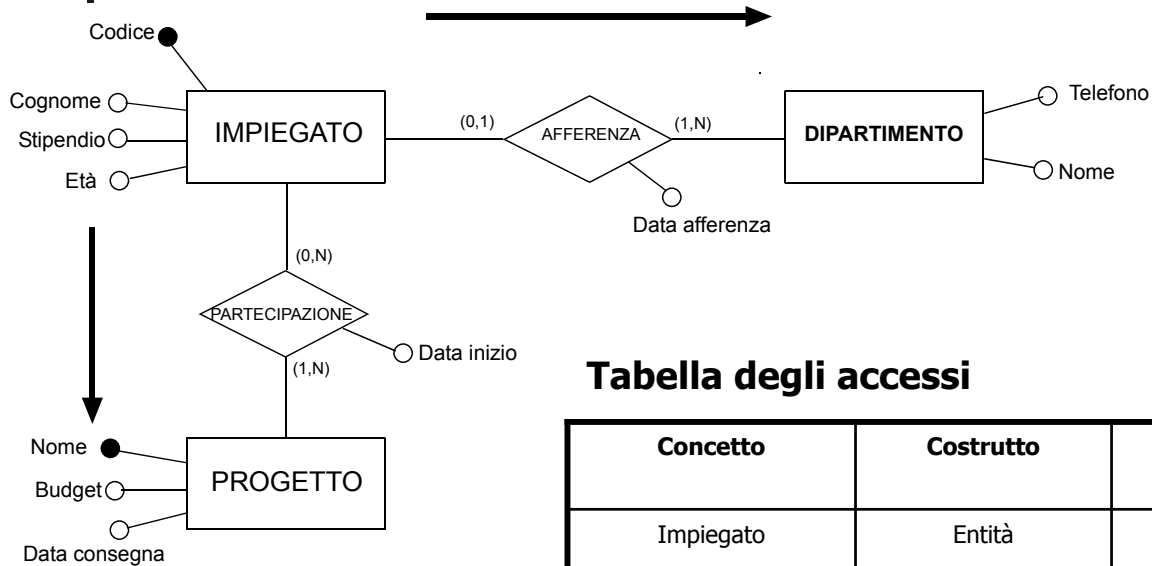 Codice
Cognome
Stipendio
Età
IMPIEGATO
(0,1)
AFFERENZA
(1,N)
DIPARTIMENTO
Telefono
Nome
Data afferenza
(0,N)
PARTECIPAZIONE
Data inizio
(1,N)
Nome
Budget
Data consegna
PROGETTO
Tabella degli accessi
Concetto Costrutto
Impiegato Entità